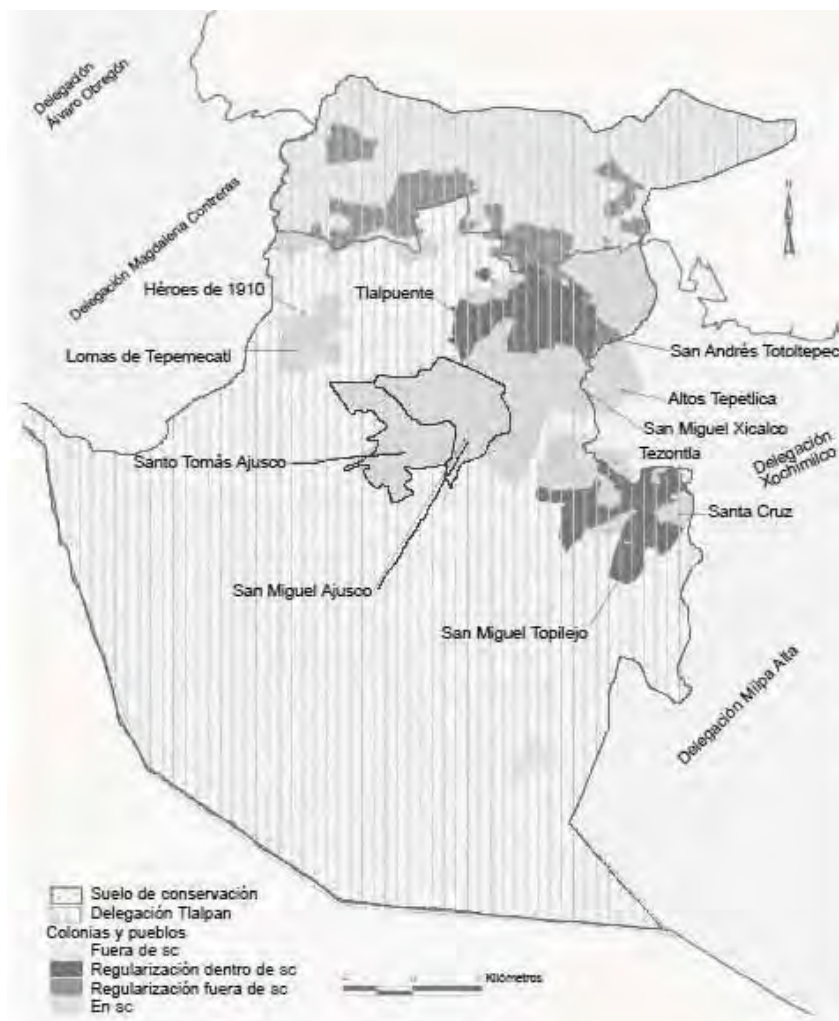 Delegación
Álvaro Obregón
Delegación Magdalena Contreras
N
Héroes de 1910
Tlalpuente
Lomas de Tepemecatl
San Andrés Totoltepec
Altos Tepetlica
San Miguel Xicalco
Tezontla
Delegación
Xochimilco
Santo Tomás Ajusco
Santa Cruz
San Miguel Ajusco
San Miguel Topilejo
Delegación Milpa Alta
Suelo de conservación
Delegación Tlalpan
Colonias y pueblos
Fuera de sc
Regularización dentro de sc
Regularización fuera de sc
En sc
Kilómetros